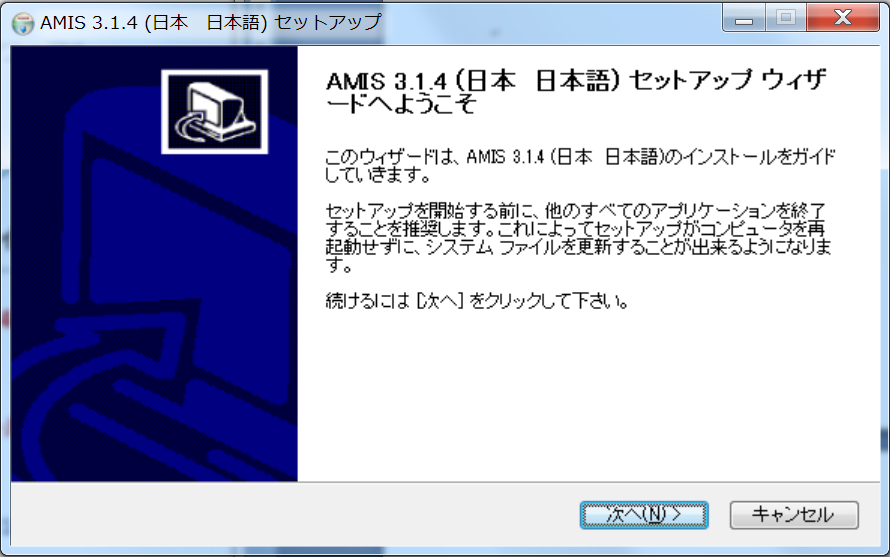 AMIS 3.1.4 (日本　日本語) セットアップ
AMIS 3.1.4 (日本　日本語) セットアップ ウィザ
ードへようこそ
このウィザードは、AMIS 3.1.4 (日本　日本語)のインストールをガイド
していきます。
セットアップを開始する前に、他のすべてのアプリケーションを終了
することを推奨します。これによってセットアップがコンピュータを再
起動せずに、システム ファイルを更新することが出来るようになりま
す。
続けるには [次へ] をクリックして下さい。
次へ(N) >
キャンセル